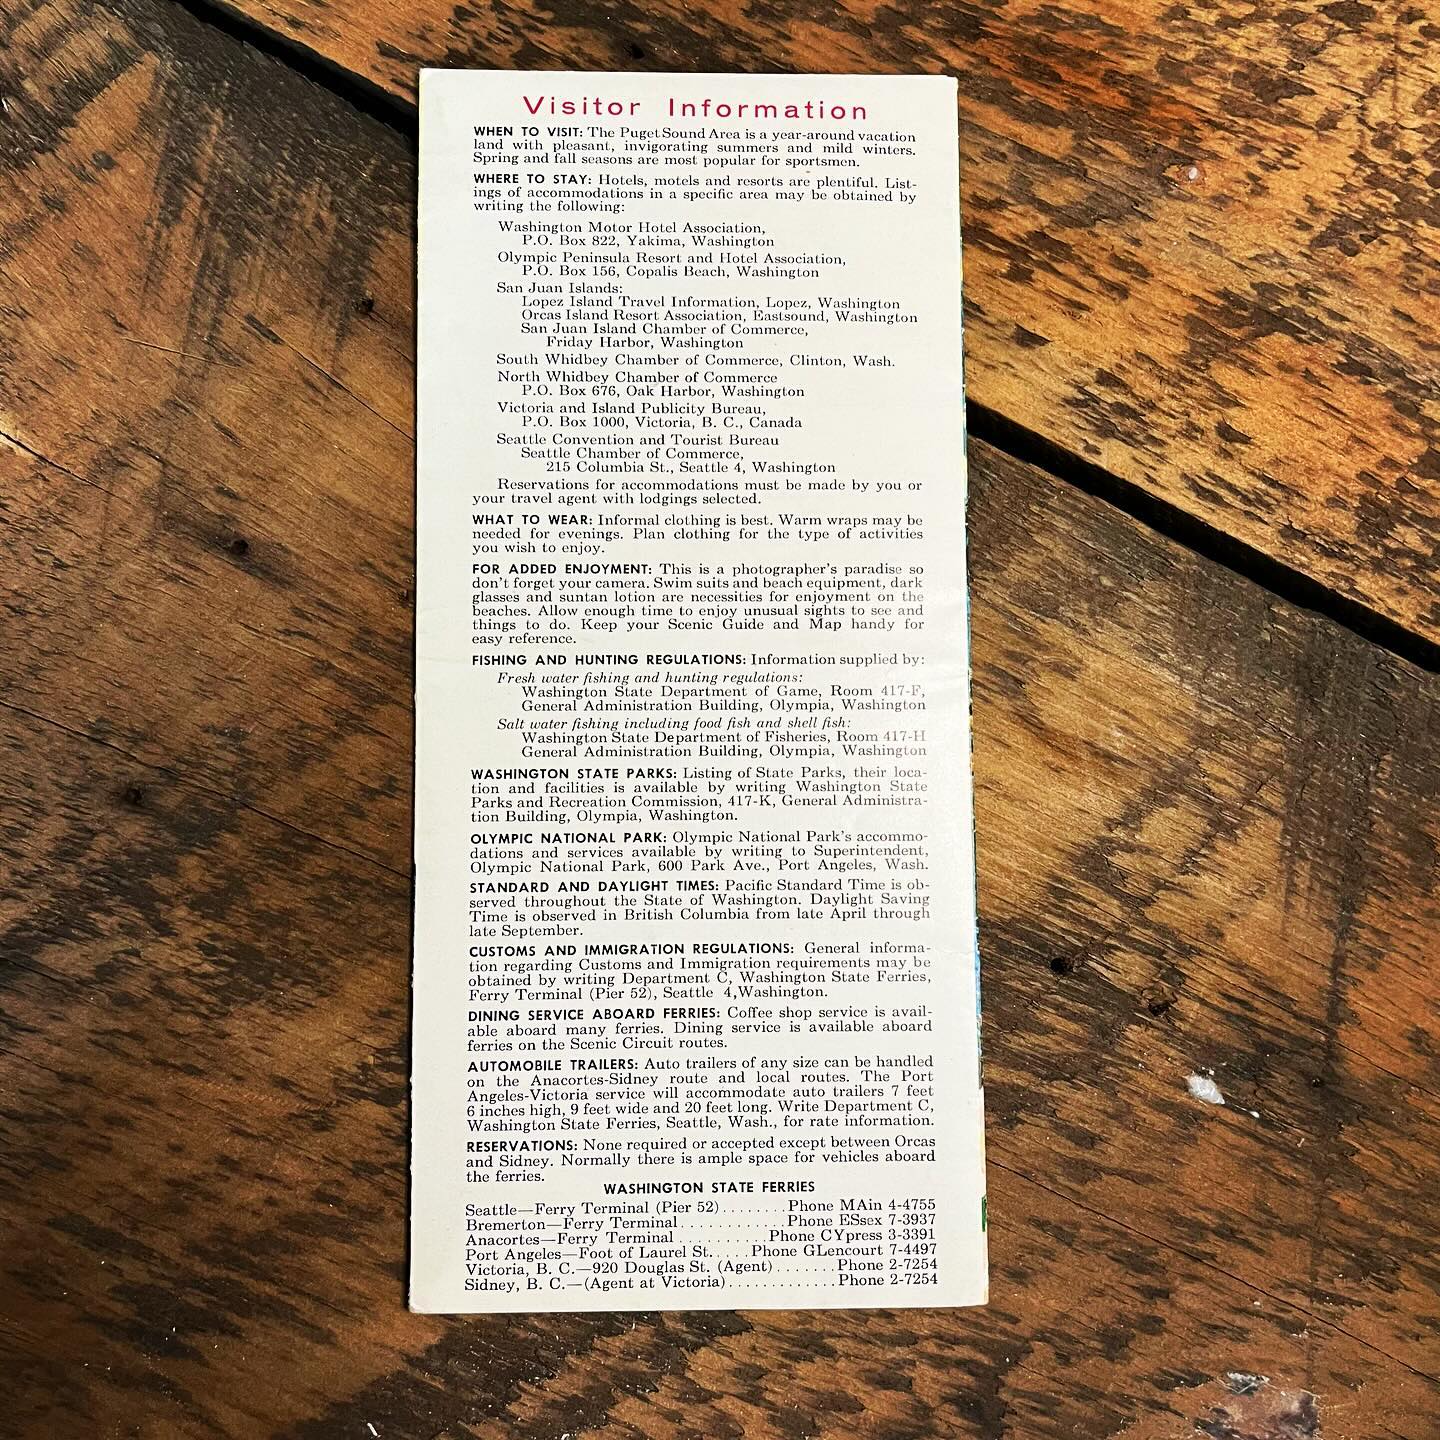 Visitor Information
WHEN TO VISIT: The Puget Sound Area is a year-around vacation
land with pleasant, invigorating summers and mild winters.
Spring and fall seasons are most popular for sportsmen.
WHERE TO STAY: Hotels, motels and resorts are plentiful. List-
ings of accommodations in a specific area may be obtained by
writing the following:
Washington Motor Hotel Association,
P.O. Box 822, Yakima, Washington
Olympic Peninsula Resort and Hotel Association,
P.O. Box 156, Copalis Beach, Washington
San Juan Islands:
Lopez Island Travel Information, Lopez, Washington
Orcas Island Resort Association, Eastsound, Washington
San Juan Island Chamber of Commerce,
Friday Harbor, Washington
South Whidbey Chamber of Commerce, Clinton, Wash.
North Whidbey Chamber of Commerce
P.O. Box 676, Oak Harbor, Washington
Victoria and Island Publicity Bureau,
P.O. Box 1000, Victoria, B. C., Canada
Seattle Convention and Tourist Bureau
Seattle Chamber of Commerce,
215 Columbia St., Seattle 4, Washington
Reservations for accommodations must be made by you or
your travel agent with lodgings selected.
WHAT TO WEAR: Informal clothing is best. Warm wraps may be
needed for evenings. Plan clothing for the type of activities
you wish to enjoy.
FOR ADDED ENJOYMENT: This is a photographer's paradise so
don't forget your camera. Swim suits and beach equipment, dark
glasses and suntan lotion are necessities for enjoyment on the
beaches. Allow enough time to enjoy unusual sights to see and
things to do. Keep your Scenic Guide and Map handy for
easy reference.
FISHING AND HUNTING REGULATIONS: Information supplied by:
Fresh water fishing and hunting regulations:
Washington State Department of Game, Room 417-F,
General Administration Building, Olympia, Washington
Salt water fishing including food fish and shell fish:
Washington State Department of Fisheries, Room 417-H
General Administration Building, Olympia, Washington
WASHINGTON STATE PARKS: Listing of State Parks, their loca-
tion and facilities is available by writing Washington State
Parks and Recreation Commission, 417-K, General Administra-
tion Building, Olympia, Washington.
OLYMPIC NATIONAL PARK: Olympic National Park's accommo-
dations and services available by writing to Superintendent,
Olympic National Park, 600 Park Ave., Port Angeles, Wash.
STANDARD AND DAYLIGHT TIMES: Pacific Standard Time is ob-
served throughout the State of Washington. Daylight Saving
Time is observed in British Columbia from late April through
late September.
CUSTOMS AND IMMIGRATION REGULATIONS: General informa-
tion regarding Customs and Immigration requirements may be
obtained by writing Department C, Washington State Ferries,
Ferry Terminal (Pier 52), Seattle 4,Washington.
DINING SERVICE ABOARD FERRIES: Coffee shop service is avail-
able aboard many ferries. Dining service is available aboard
ferries on the Scenic Circuit routes.
AUTOMOBILE TRAILERS: Auto trailers of any size can be handled
on the Anacortes-Sidney route and local routes. The Port
Angeles-Victoria service will accommodate auto trailers 7 feet
6 inches high, 9 feet wide and 20 feet long. Write Department C,
Washington State Ferries, Seattle, Wash., for rate information.
RESERVATIONS: None required or accepted except between Orcas
and Sidney. Normally there is ample space for vehicles aboard
the ferries.
WASHINGTON STATE FERRIES
Seattle—Ferry Terminal (Pier 52)........Phone MAin 4-4755
Bremerton—Ferry Terminal............Phone ESsex 7-3937
Anacortes—Ferry Terminal..........Phone CYpress 3-3391
Port Angeles—Foot of Laurel St.....Phone GLencourt 7-4497
Victoria, B. C.—920 Douglas St. (Agent).......Phone 2-7254
Sidney, B. C.—(Agent at Victoria).............Phone 2-7254